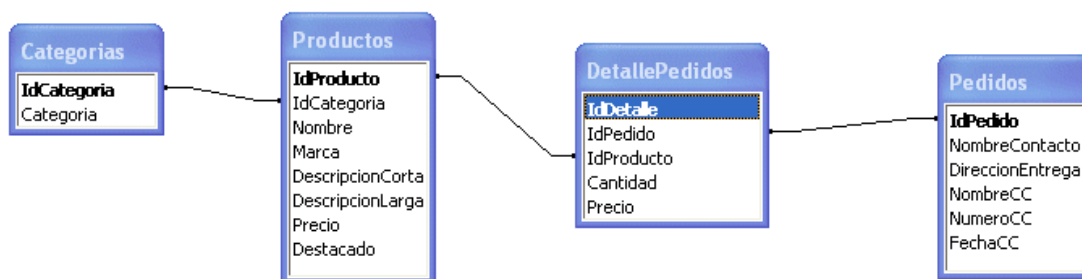 Categorias
IdCategoria
Categoria
Productos
IdProducto
IdCategoria
Nombre
Marca
DescripcionCorta
DescripcionLarga
Precio
Destacado
DetallePedidos
IdDetalle
IdPedido
IdProducto
Cantidad
Precio
Pedidos
IdPedido
NombreContacto
DireccionEntrega
NombreCC
NumeroCC
FechaCC